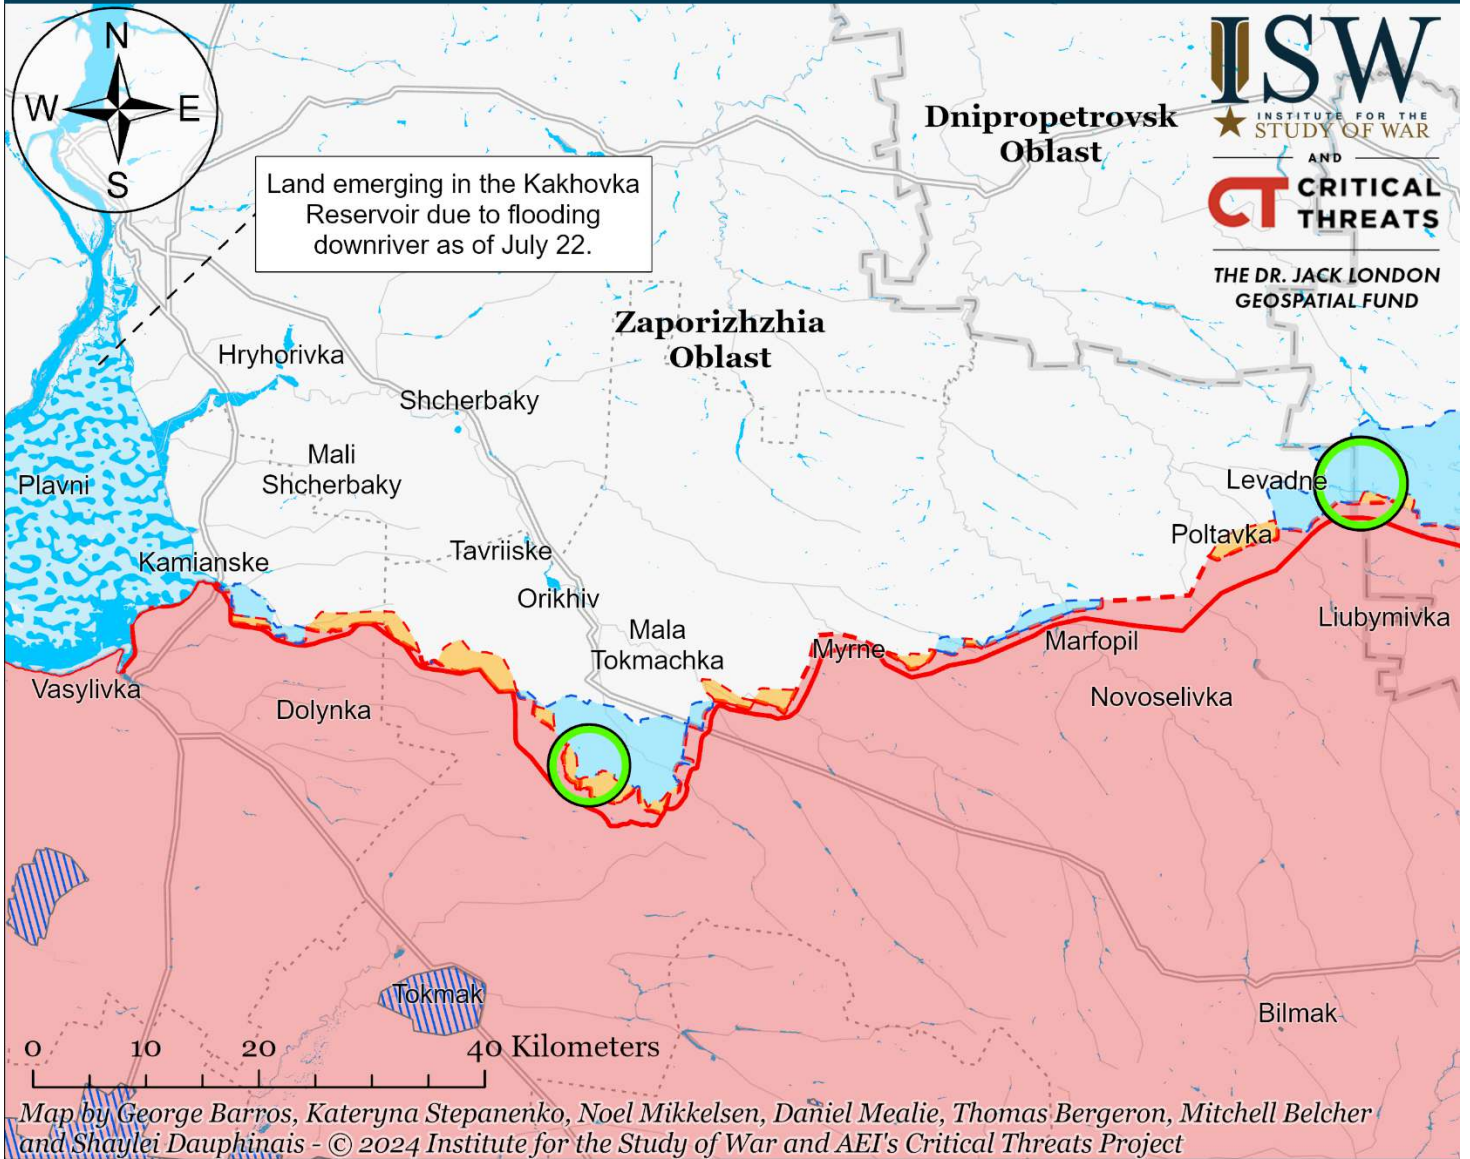 N
W
E
S
ISW
INSTITUTE FOR THE
STUDY OF WAR
AND
CT CRITICAL
THREATS
THE DR. JACK LONDON
GEOSPATIAL FUND
Dnipropetrovsk
Oblast
Land emerging in the Kakhovka
Reservoir due to flooding
downriver as of July 22.
Zaporizhzhia
Oblast
Hryhorivka
Shcherbaky
Mali
Shcherbaky
Plavni
Levadne
Poltavka
Kamianske
Tavriiske
Orikhiv
Mala
Tokmachka
Myrne
Marfopil
Liubymivka
Vasylivka
Dolynka
Novoselivka
Tokmak
Bilmak
0 10 20 40 Kilometers
Map by George Barros, Kateryna Stepanenko, Noel Mikkelsen, Daniel Mealie, Thomas Bergeron, Mitchell Belcher
and Shaylei Dauphinais - © 2024 Institute for the Study of War and AEI's Critical Threats Project